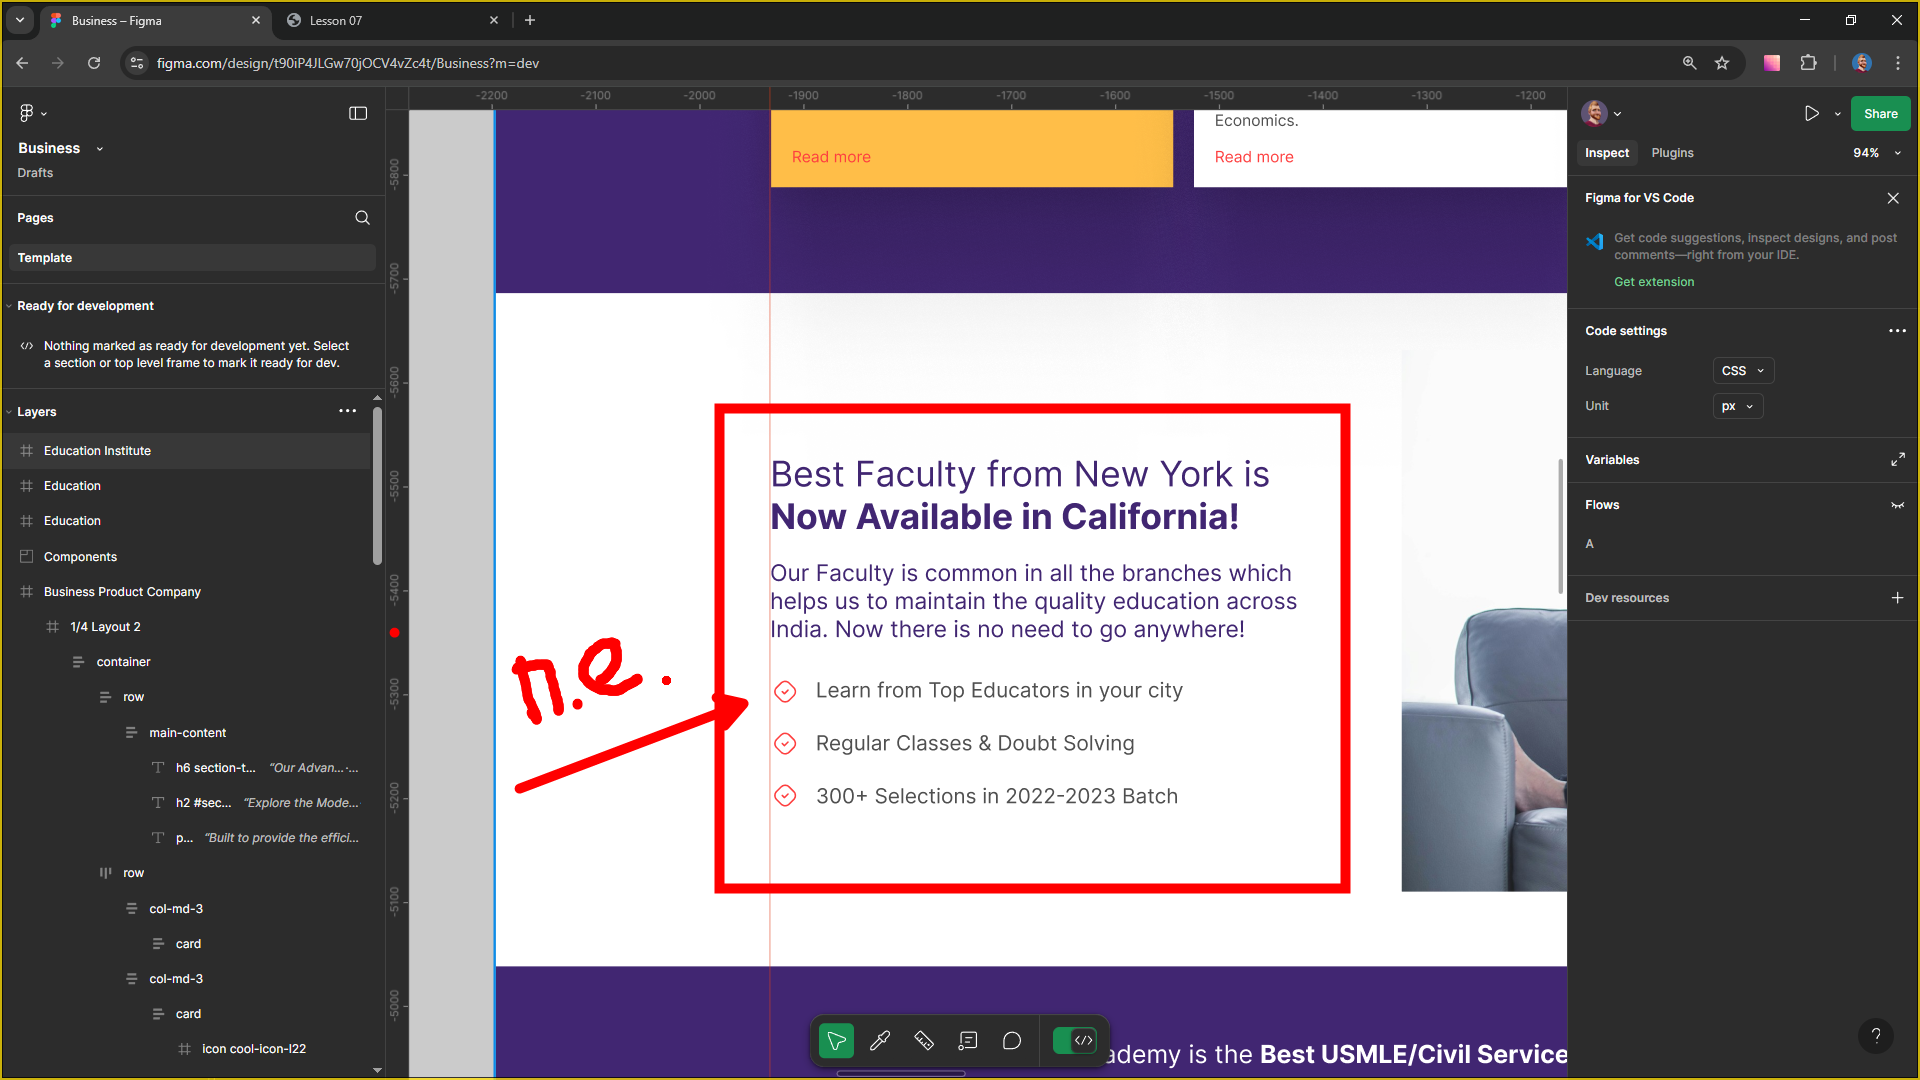 Business – Figma
Lesson 07
figma.com/design/t90iP4JLGw70jOCV4vZc4t/Business?m=dev
Business
Drafts
Pages
Template
Ready for development
Nothing marked as ready for development yet. Select
a section or top level frame to mark it ready for dev.
Layers
Education Institute
Education
Education
Components
Business Product Company
1/4 Layout 2
container
row
main-content
h6 section-t... “Our Advan...
h2 #sec... “Explore the Mode...
p... “Built to provide the effici...
row
col-md-3
card
col-md-3
card
icon cool-icon-l22
-2200 -2100 -2000 -1900 -1800 -1700 -1600 -1500 -1400 -1300 -1200
-5800
-5700
-5600
-5500
-5400
-5300
-5200
-5100
-5000
Read more
Economics.
Read more
Best Faculty from New York is
Now Available in California!
Our Faculty is common in all the branches which
helps us to maintain the quality education across
India. Now there is no need to go anywhere!
Learn from Top Educators in your city
Regular Classes & Doubt Solving
300+ Selections in 2022-2023 Batch
п.е.
ademy is the Best USMLE/Civil Service
Share
Inspect
Plugins
94%
Figma for VS Code
Get code suggestions, inspect designs, and post
comments—right from your IDE.
Get extension
Code settings
Language CSS
Unit px
Variables
Flows
A
Dev resources
?